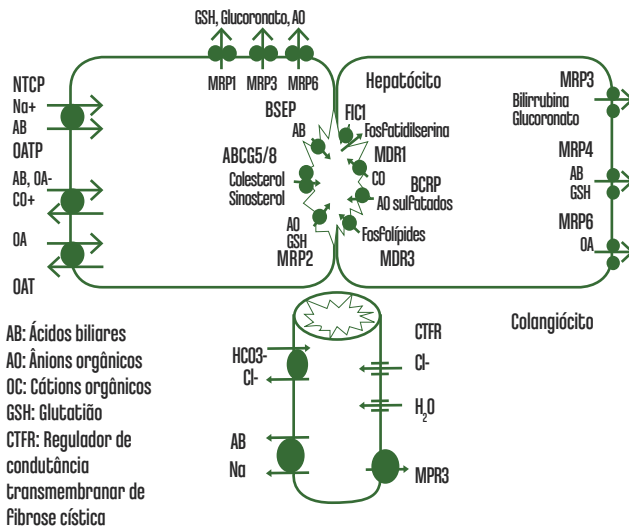 GSH, Glucoronato, AO
MRP1 MRP3 MRP6
NTCP
Na+
AB
OATP
AB, OA-
CO+
OA
OAT
BSEP
AB
ABCG5/8
Colesterol
Sinosterol
AO
GSH
MRP2
Hepatócito
FIC1
Fosfatidilserina
MDR1
CO
BCRP
AO sulfatados
Fosfolípides
MDR3
MRP3
Bilirrubina
Glucoronato
MRP4
AB
GSH
MRP6
OA
Colangiócito
HCO3-
Cl-
AB
Na
CTFR
Cl-
H2O
MPR3
AB: Ácidos biliares
AO: Ânions orgânicos
OC: Cátions orgânicos
GSH: Glutatião
CTFR: Regulador de
condutância
transmembranar de
fibrose cística